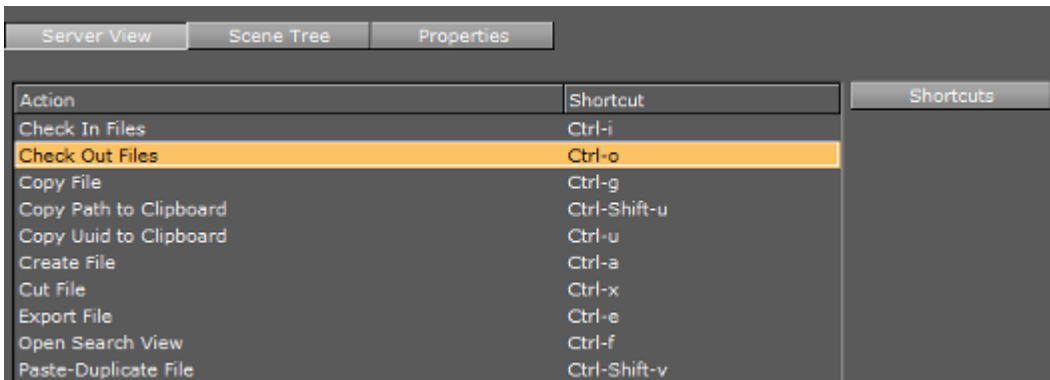 Server View Scene Tree Properties
Action Shortcut Shortcuts
Check In Files Ctrl-i
Check Out Files Ctrl-o
Copy File Ctrl-g
Copy Path to Clipboard Ctrl-Shift-u
Copy Uuid to Clipboard Ctrl-u
Create File Ctrl-a
Cut File Ctrl-x
Export File Ctrl-e
Open Search View Ctrl-f
Paste-Duplicate File Ctrl-Shift-v